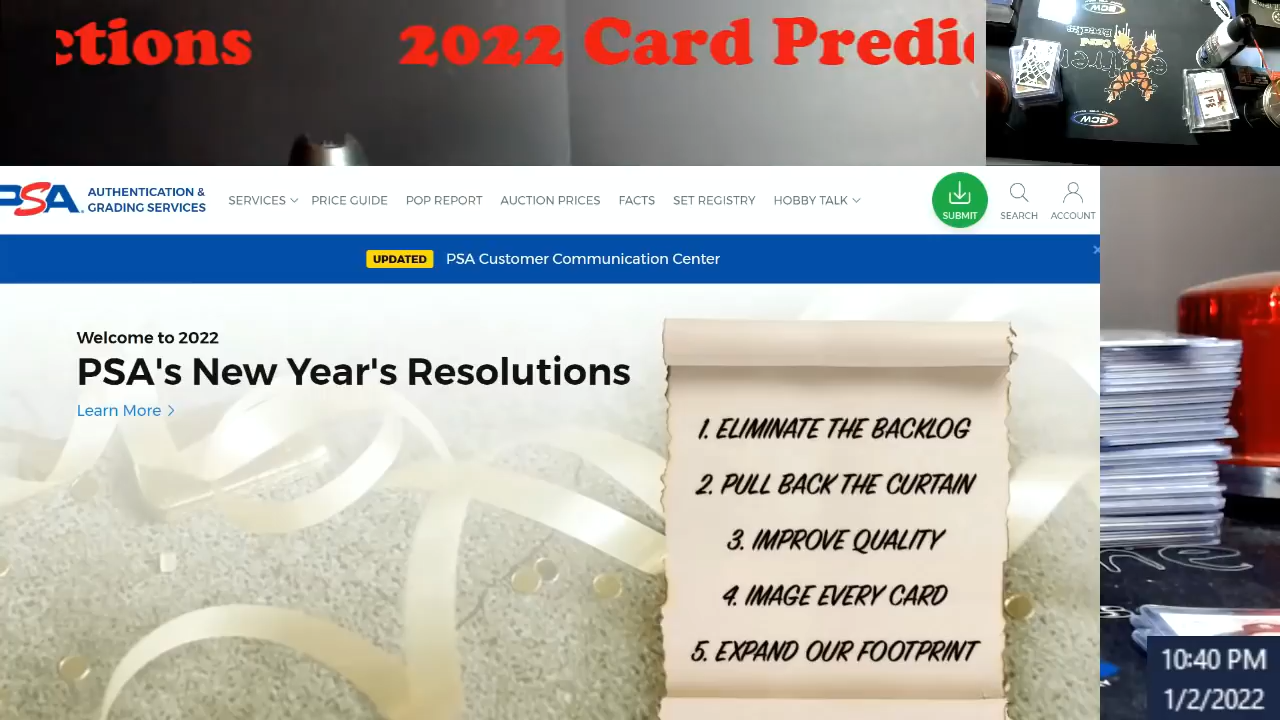 ctions 2022 Card Predic
BCW
BCW
PSA AUTHENTICATION &
GRADING SERVICES
SERVICES PRICE GUIDE POP REPORT AUCTION PRICES FACTS SET REGISTRY HOBBY TALK
SUBMIT SEARCH ACCOUNT
UPDATED PSA Customer Communication Center
Welcome to 2022
PSA's New Year's Resolutions
Learn More
1. ELIMINATE THE BACKLOG
2. PULL BACK THE CURTAIN
3. IMPROVE QUALITY
4. IMAGE EVERY CARD
5. EXPAND OUR FOOTPRINT
10:40 PM
1/2/2022